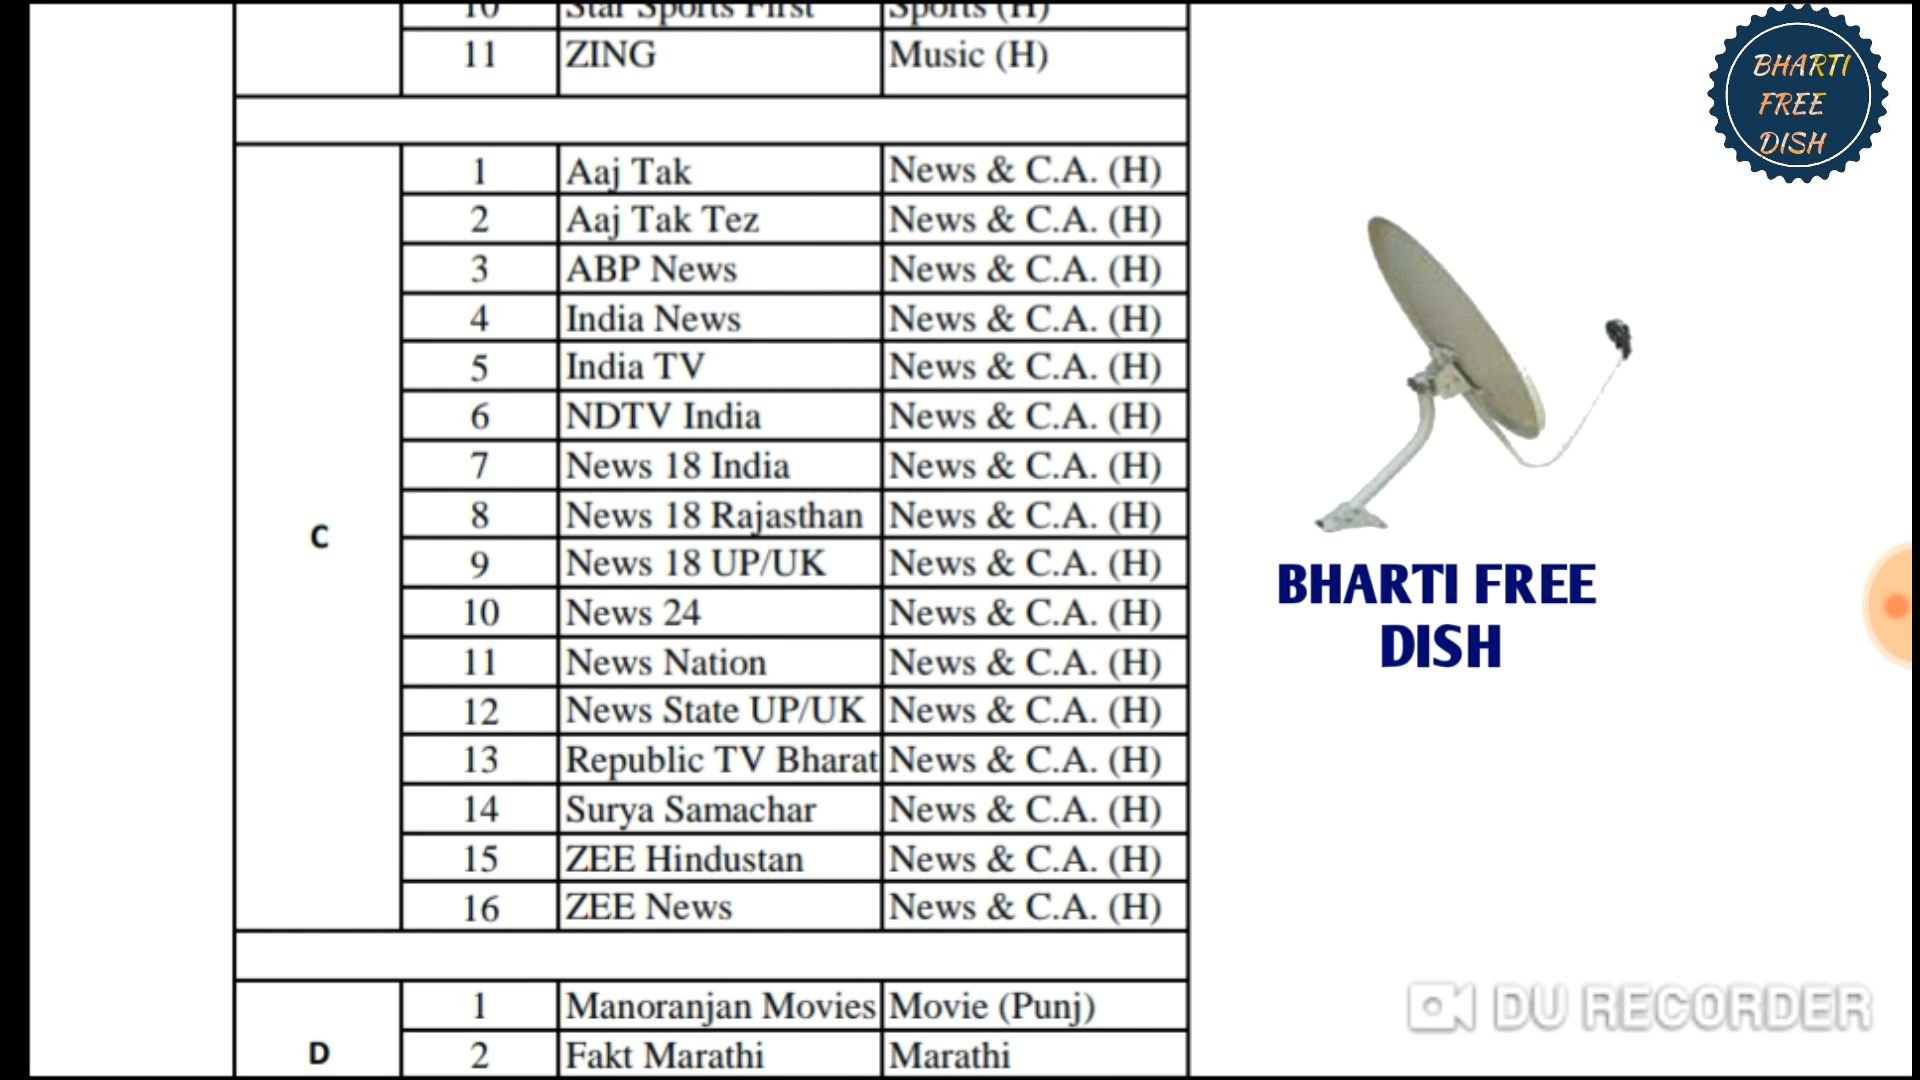 10 Star Sports First Sports (H)
11 ZING Music (H)
C
1 Aaj Tak News & C.A. (H)
2 Aaj Tak Tez News & C.A. (H)
3 ABP News News & C.A. (H)
4 India News News & C.A. (H)
5 India TV News & C.A. (H)
6 NDTV India News & C.A. (H)
7 News 18 India News & C.A. (H)
8 News 18 Rajasthan News & C.A. (H)
9 News 18 UP/UK News & C.A. (H)
10 News 24 News & C.A. (H)
11 News Nation News & C.A. (H)
12 News State UP/UK News & C.A. (H)
13 Republic TV Bharat News & C.A. (H)
14 Surya Samachar News & C.A. (H)
15 ZEE Hindustan News & C.A. (H)
16 ZEE News News & C.A. (H)
D
1 Manoranjan Movies Movie (Punj)
2 Fakt Marathi Marathi
BHARTI
FREE
DISH
BHARTI FREE
DISH
DU RECORDER